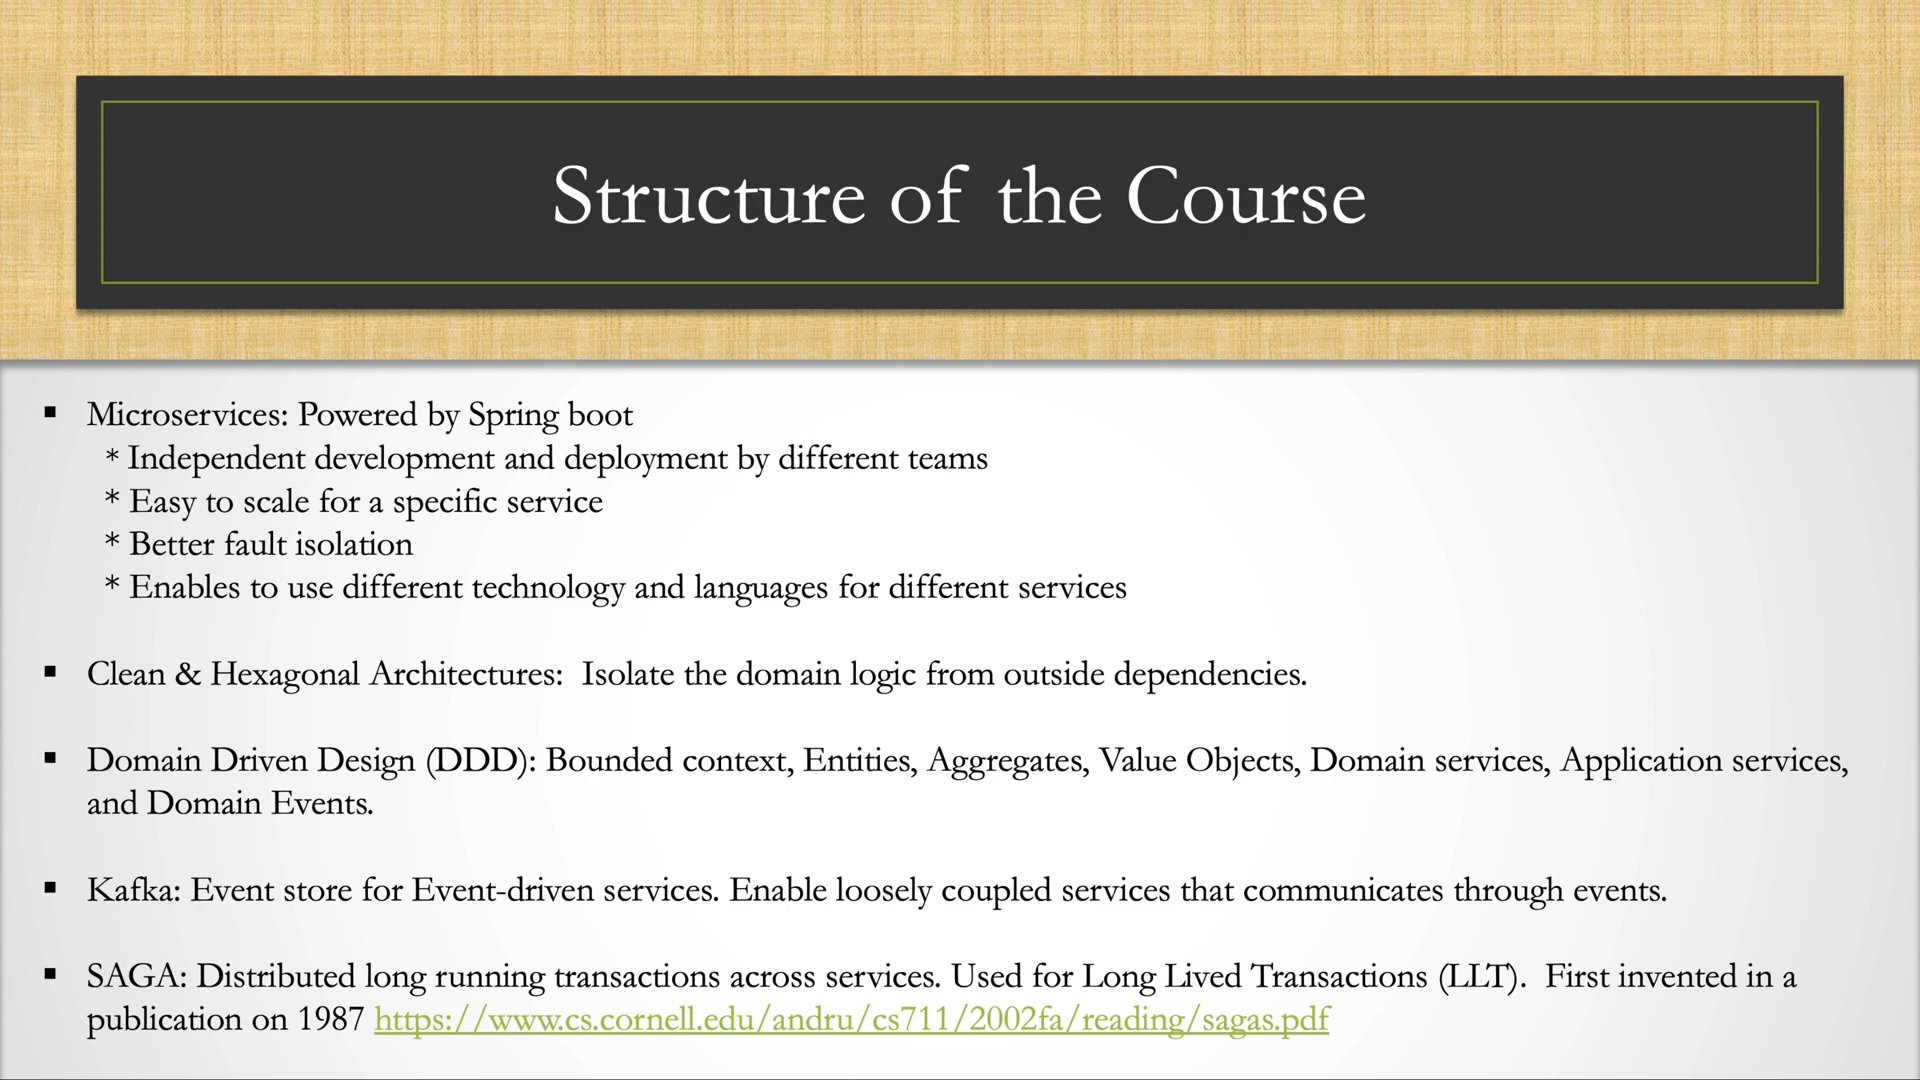 Structure of the Course
▪ Microservices: Powered by Spring boot
* Independent development and deployment by different teams
* Easy to scale for a specific service
* Better fault isolation
* Enables to use different technology and languages for different services
▪ Clean & Hexagonal Architectures:  Isolate the domain logic from outside dependencies.
▪ Domain Driven Design (DDD): Bounded context, Entities, Aggregates, Value Objects, Domain services, Application services,
and Domain Events.
▪ Kafka: Event store for Event-driven services. Enable loosely coupled services that communicates through events.
▪ SAGA: Distributed long running transactions across services. Used for Long Lived Transactions (LLT).  First invented in a
publication on 1987 https://www.cs.cornell.edu/andru/cs711/2002fa/reading/sagas.pdf